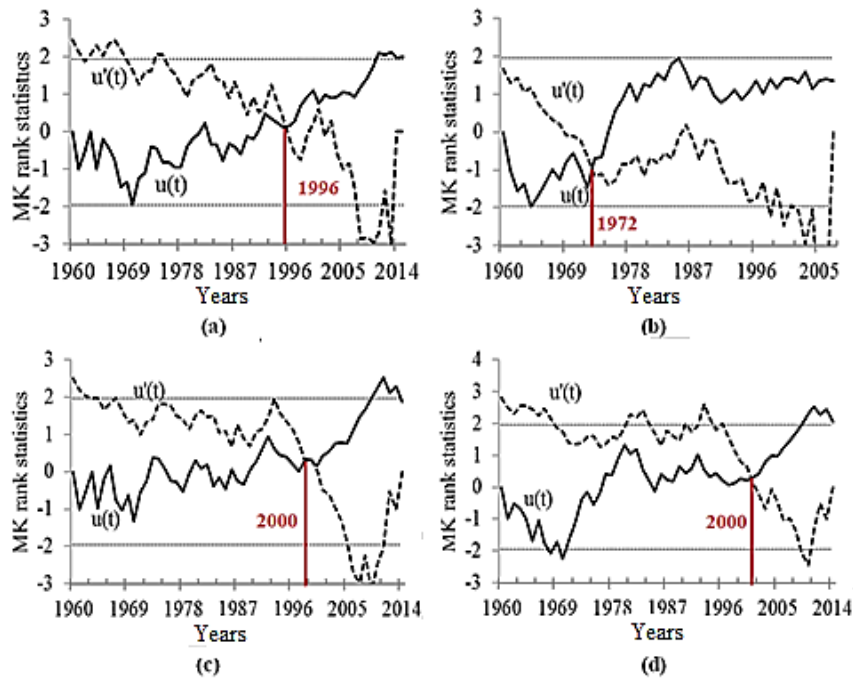 MK rank statistics
3
2
1
0
-1
-2
-3
u'(t)
u(t)
1996
1960 1969 1978 1987 1996 2005 2014
Years
(a)
MK rank statistics
3
2
1
0
-1
-2
-3
u'(t)
u(t)
1972
1960 1969 1978 1987 1996 2005
Years
(b)
MK rank statistics
3
2
1
0
-1
-2
-3
u'(t)
u(t)
2000
1960 1969 1978 1987 1996 2005 2014
Years
(c)
MK rank statistics
4
3
2
1
0
-1
-2
-3
u'(t)
u(t)
2000
1960 1969 1978 1987 1996 2005 2014
Years
(d)